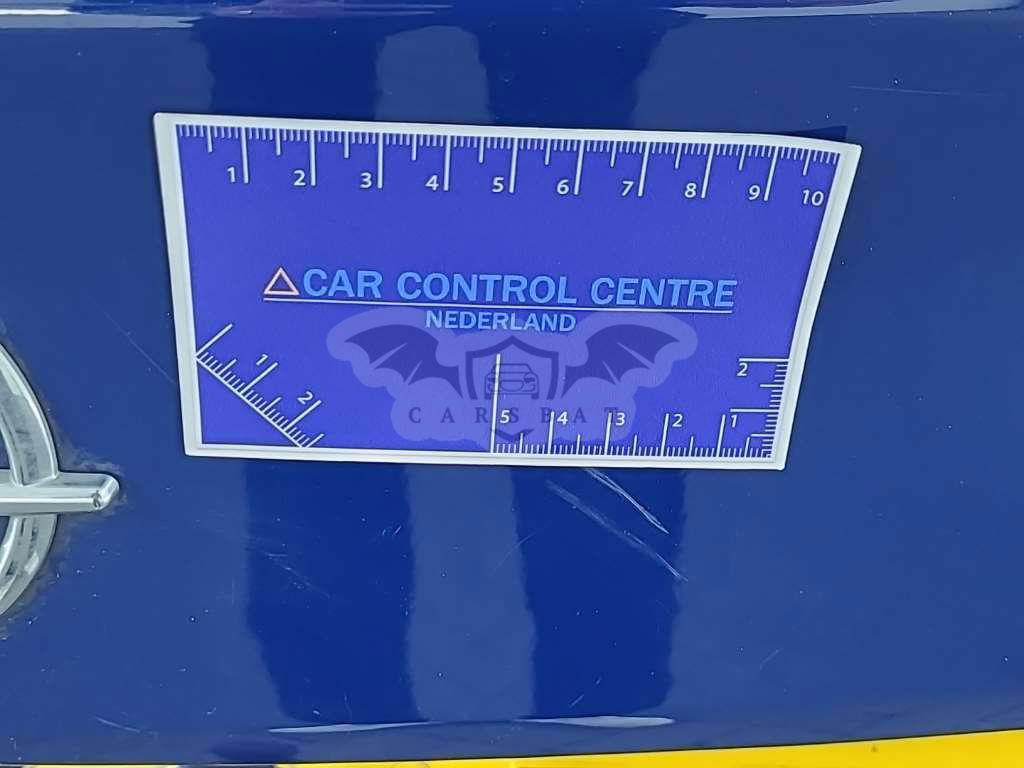 1 2 3 4 5 6 7 8 9 10
CAR CONTROL CENTRE
NEDERLAND
1 2
CARSBAT
5 4 3 2 1
2